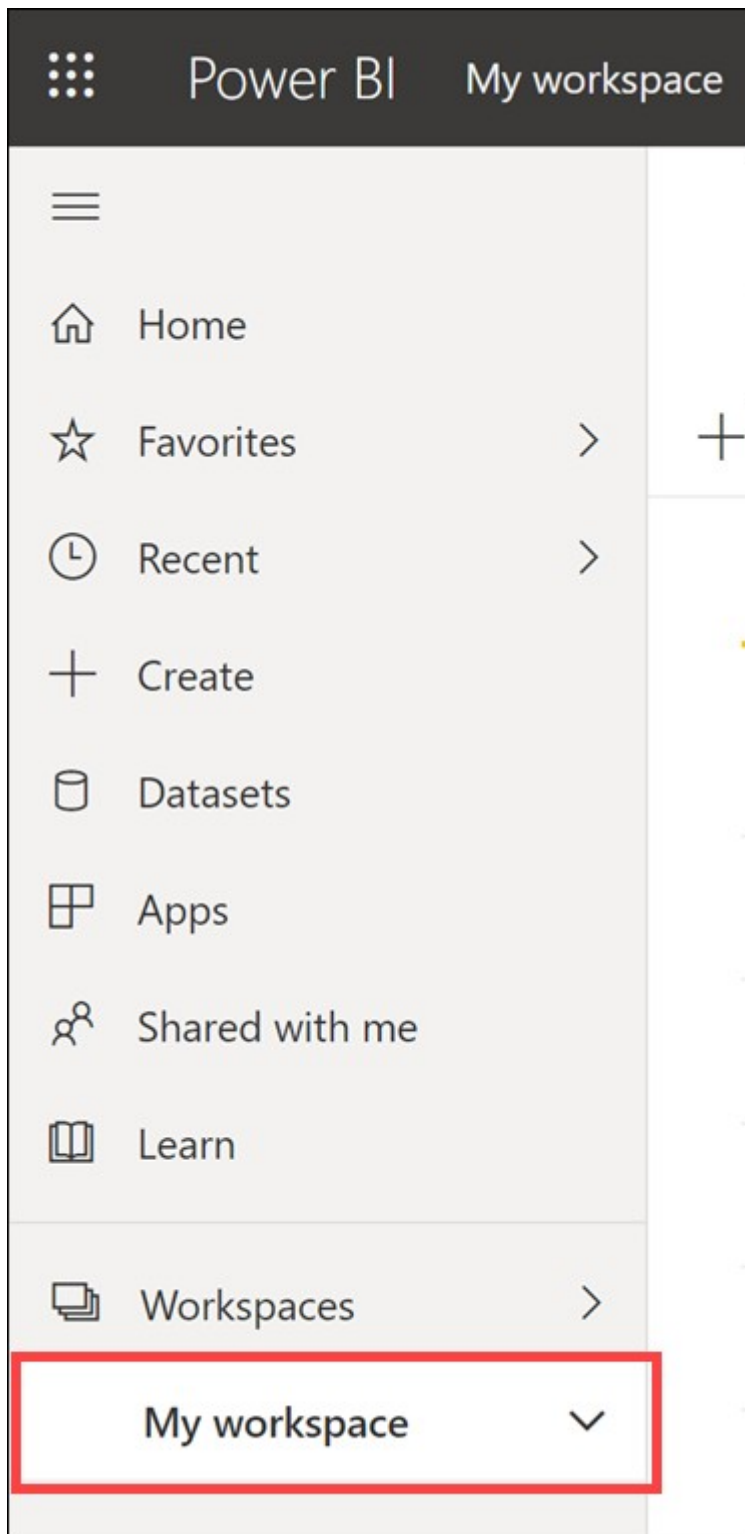 Power BI My workspace
Home
Favorites
Recent
Create
Datasets
Apps
Shared with me
Learn
Workspaces
My workspace